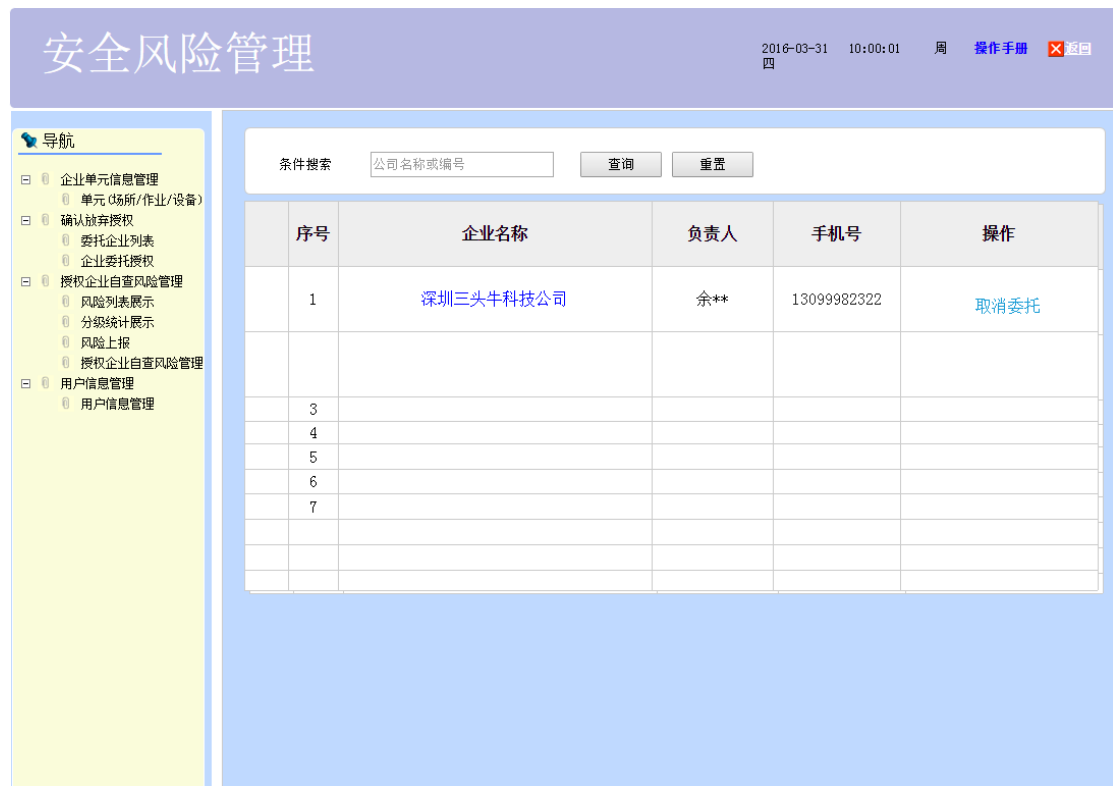 安全风险管理
2016-03-31 10:00:01 周
四
操作手册
返回
导航
企业单元信息管理
单元(场所/作业/设备)
确认放弃授权
委托企业列表
企业委托授权
授权企业自查风险管理
风险列表展示
分级统计展示
风险上报
授权企业自查风险管理
用户信息管理
用户信息管理
条件搜索 公司名称或编号 查询 重置
序号 企业名称 负责人 手机号 操作
1 深圳三头牛科技公司 余** 13099982322 取消委托
3
4
5
6
7